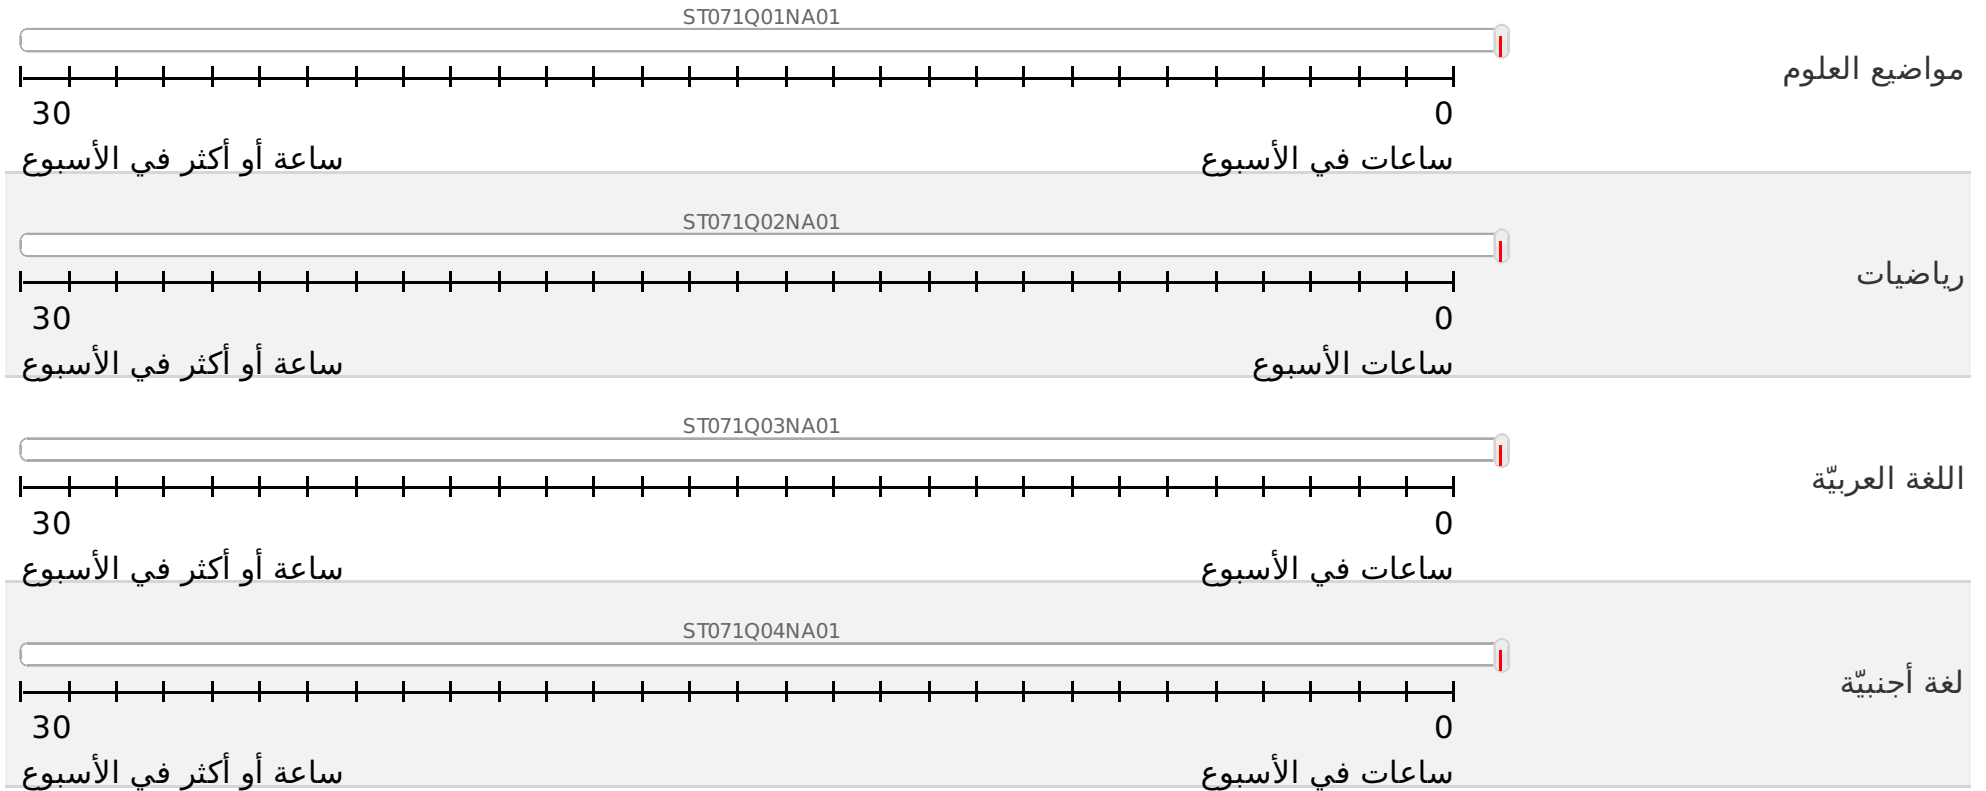 ST071Q01NA01
مواضيع العلوم
0
30
ساعات في الأسبوع
ساعة أو أكثر في الأسبوع
ST071Q02NA01
رياضيات
0
30
ساعات الأسبوع
ساعة أو أكثر في الأسبوع
ST071Q03NA01
اللغة العربيّة
0
30
ساعات في الأسبوع
ساعة أو أكثر في الأسبوع
ST071Q04NA01
لغة أجنبيّة
0
30
ساعات في الأسبوع
ساعة أو أكثر في الأسبوع